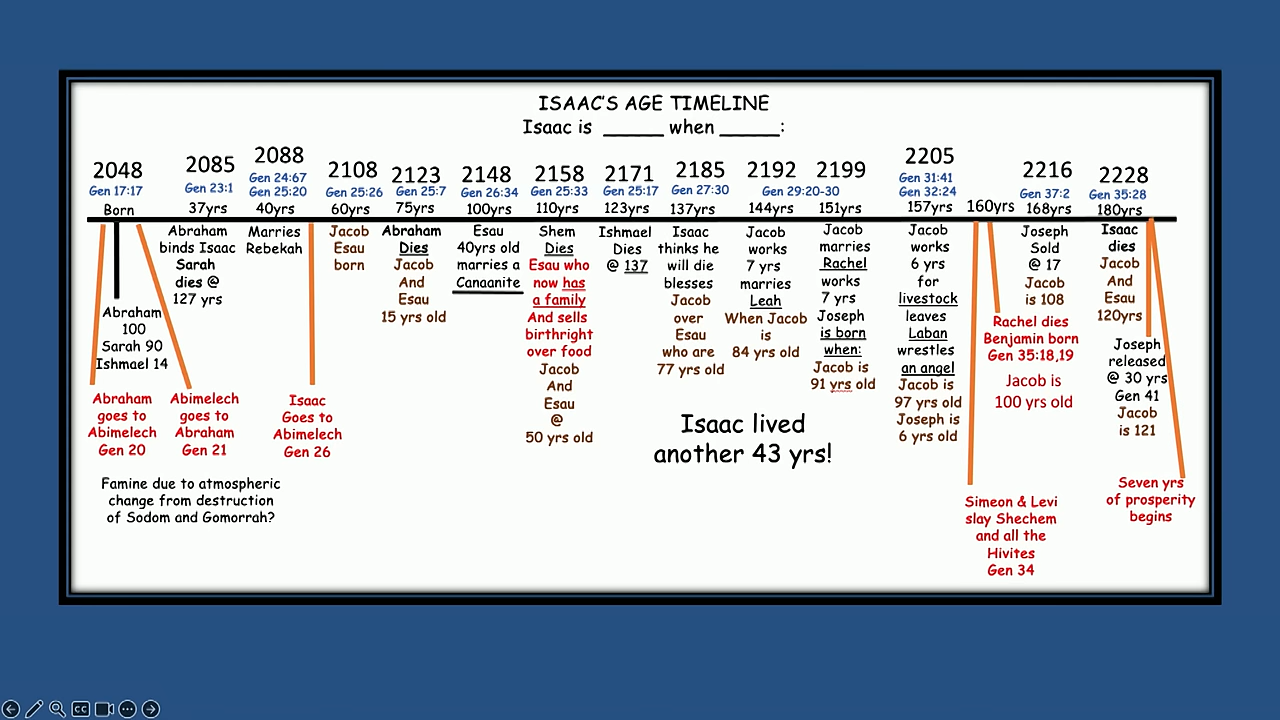 ISAAC'S AGE TIMELINE
Isaac is _____ when _____:
2048
Gen 17:17
Born
2085
Gen 23:1
37yrs
2088
Gen 24:67
Gen 25:20
40yrs
2108
Gen 25:26
60yrs
2123
Gen 25:7
75yrs
2148
Gen 26:34
100yrs
2158
Gen 25:33
110yrs
2171
Gen 25:17
123yrs
2185
Gen 27:30
137yrs
2192 2199
Gen 29:20-30
144yrs 151yrs
2205
Gen 31:41
Gen 32:24
157yrs
160yrs
2216
Gen 37:2
168yrs
2228
Gen 35:28
180yrs
Abraham
100
Sarah 90
Ishmael 14
Abraham
goes to
Abimelech
Gen 20
Abimelech
goes to
Abraham
Gen 21
Famine due to atmospheric
change from destruction
of Sodom and Gomorrah?
Abraham
binds Isaac
Sarah
dies @
127 yrs
Marries
Rebekah
Isaac
Goes to
Abimelech
Gen 26
Jacob
Esau
born
Abraham
Dies
Jacob
And
Esau
15 yrs old
Esau
40yrs old
marries a
Canaanite
Shem
Dies
Esau who
now has
a family
And sells
birthright
over food
Jacob
And
Esau
@
50 yrs old
Ishmael
Dies
@ 137
Isaac
thinks he
will die
blesses
Jacob
over
Esau
who are
77 yrs old
Jacob
works
7 yrs
marries
Leah
When Jacob
is
84 yrs old
Jacob
marries
Rachel
works
7 yrs
Joseph
is born
when:
Jacob is
91 yrs old
Isaac lived
another 43 yrs!
Jacob
works
6 yrs
for
livestock
leaves
Laban
wrestles
an angel
Jacob is
97 yrs old
Joseph is
6 yrs old
Simeon & Levi
slay Shechem
and all the
Hivites
Gen 34
Joseph
Sold
@ 17
Jacob
is 108
Rachel dies
Benjamin born
Gen 35:18,19
Jacob is
100 yrs old
Isaac
dies
Jacob
And
Esau
120yrs
Joseph
released
@ 30 yrs
Gen 41
Jacob
is 121
Seven yrs
of prosperity
begins
CC